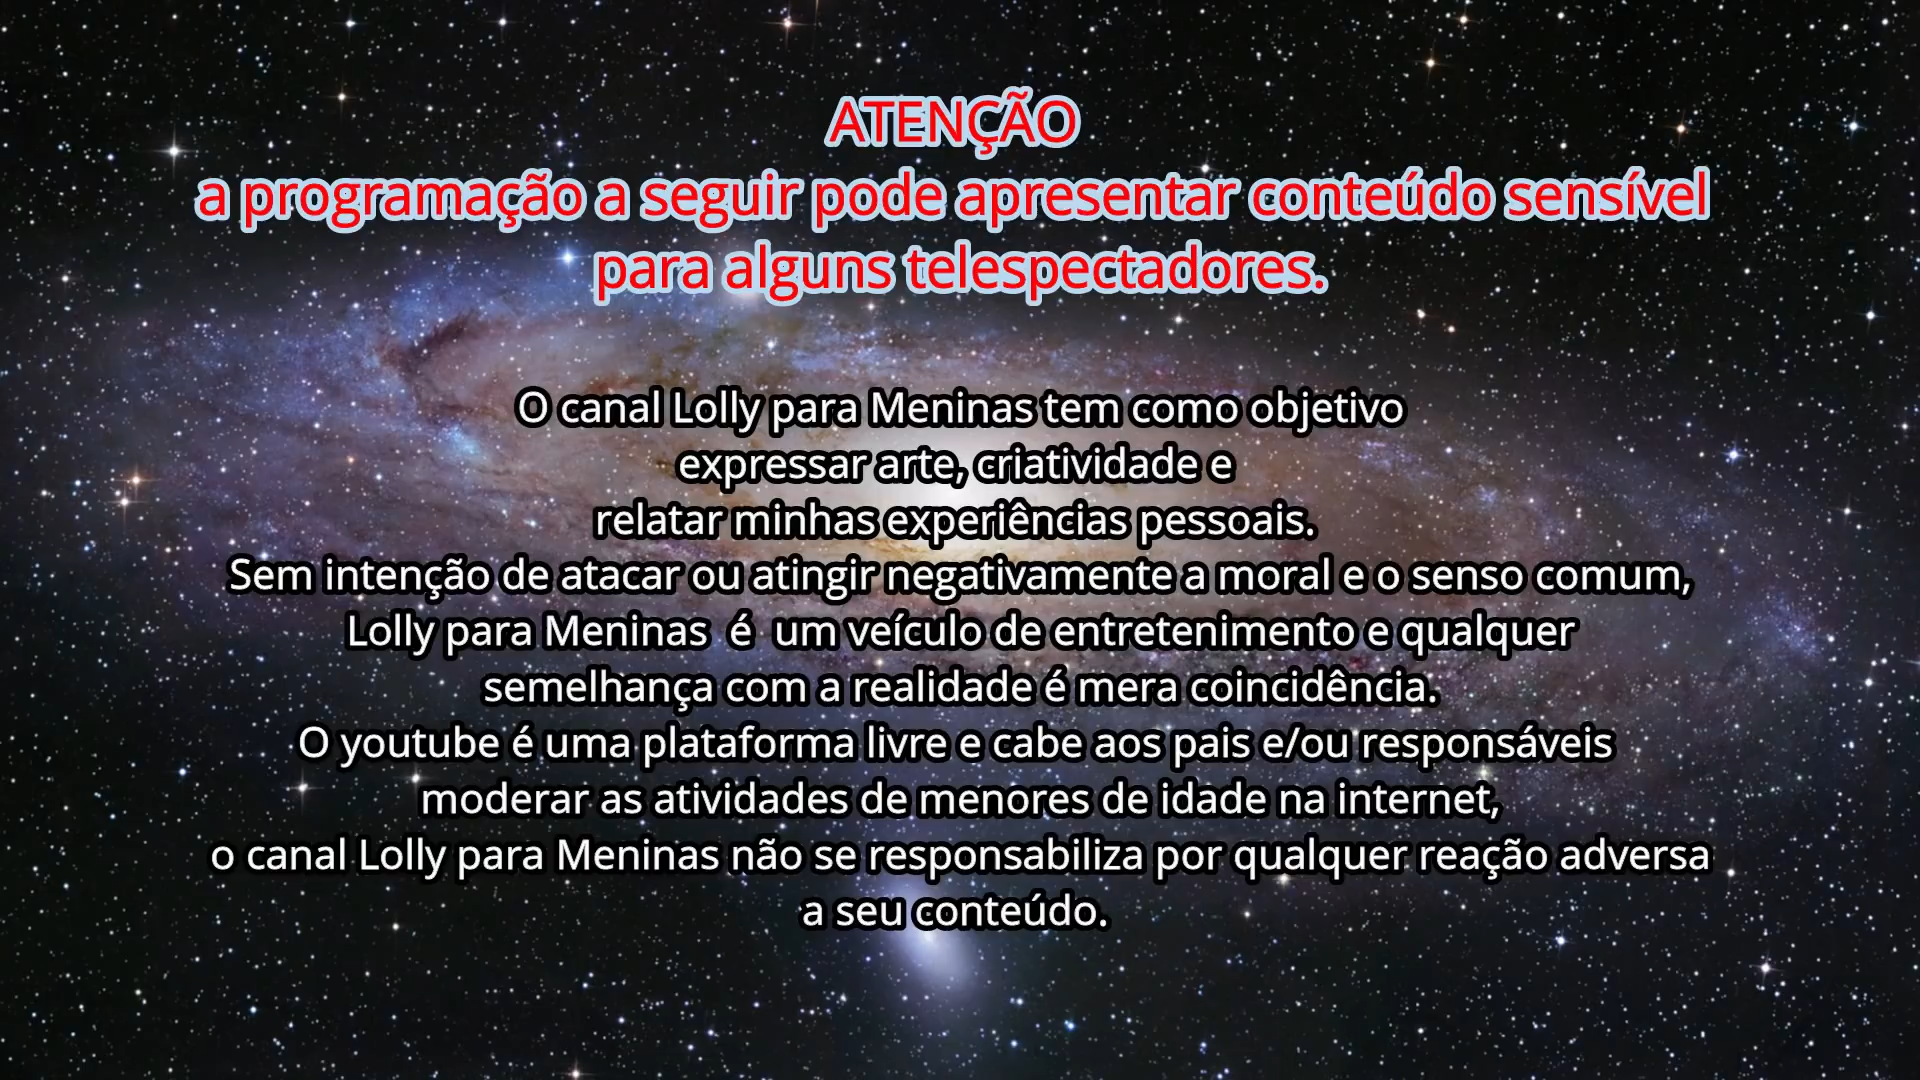 ATENÇÃO
a programação a seguir pode apresentar conteúdo sensível
para alguns telespectadores.
O canal Lolly para Meninas tem como objetivo
expressar arte, criatividade e
relatar minhas experiências pessoais.
Sem intenção de atacar ou atingir negativamente a moral e o senso comum,
Lolly para Meninas  é  um veículo de entretenimento e qualquer
semelhança com a realidade é mera coincidência.
O youtube é uma plataforma livre e cabe aos pais e/ou responsáveis
moderar as atividades de menores de idade na internet,
o canal Lolly para Meninas não se responsabiliza por qualquer reação adversa
a seu conteúdo.